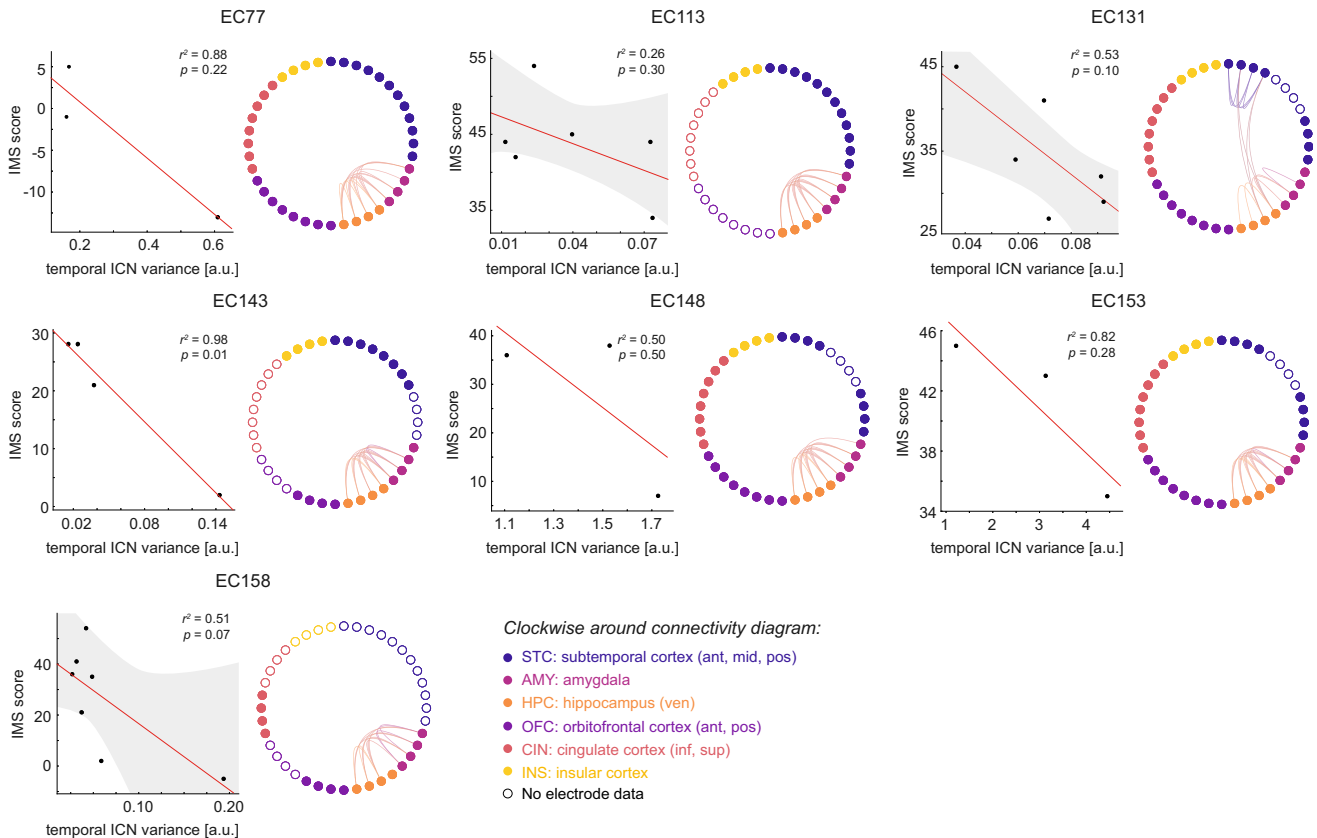 EC77
r² = 0.88
p = 0.22
IMS score
5
0
-5
-10
0.2
0.4
0.6
temporal ICN variance [a.u.]
EC113
r² = 0.26
p = 0.30
IMS score
55
45
35
0.01
0.04
0.07
temporal ICN variance [a.u.]
EC131
r² = 0.53
p = 0.10
IMS score
45
35
25
0.04
0.06
0.08
temporal ICN variance [a.u.]
EC143
r² = 0.98
p = 0.01
IMS score
30
20
10
0
0.02
0.08
0.14
temporal ICN variance [a.u.]
EC148
r² = 0.50
p = 0.50
IMS score
40
30
20
10
1.1
1.3
1.5
1.7
temporal ICN variance [a.u.]
EC153
r² = 0.82
p = 0.28
IMS score
46
42
38
34
1
2
3
4
temporal ICN variance [a.u.]
EC158
r² = 0.51
p = 0.07
IMS score
40
20
0
0.10
0.20
temporal ICN variance [a.u.]
Clockwise around connectivity diagram:
STC: subtemporal cortex (ant, mid, pos)
AMY: amygdala
HPC: hippocampus (ven)
OFC: orbitofrontal cortex (ant, pos)
CIN: cingulate cortex (inf, sup)
INS: insular cortex
No electrode data